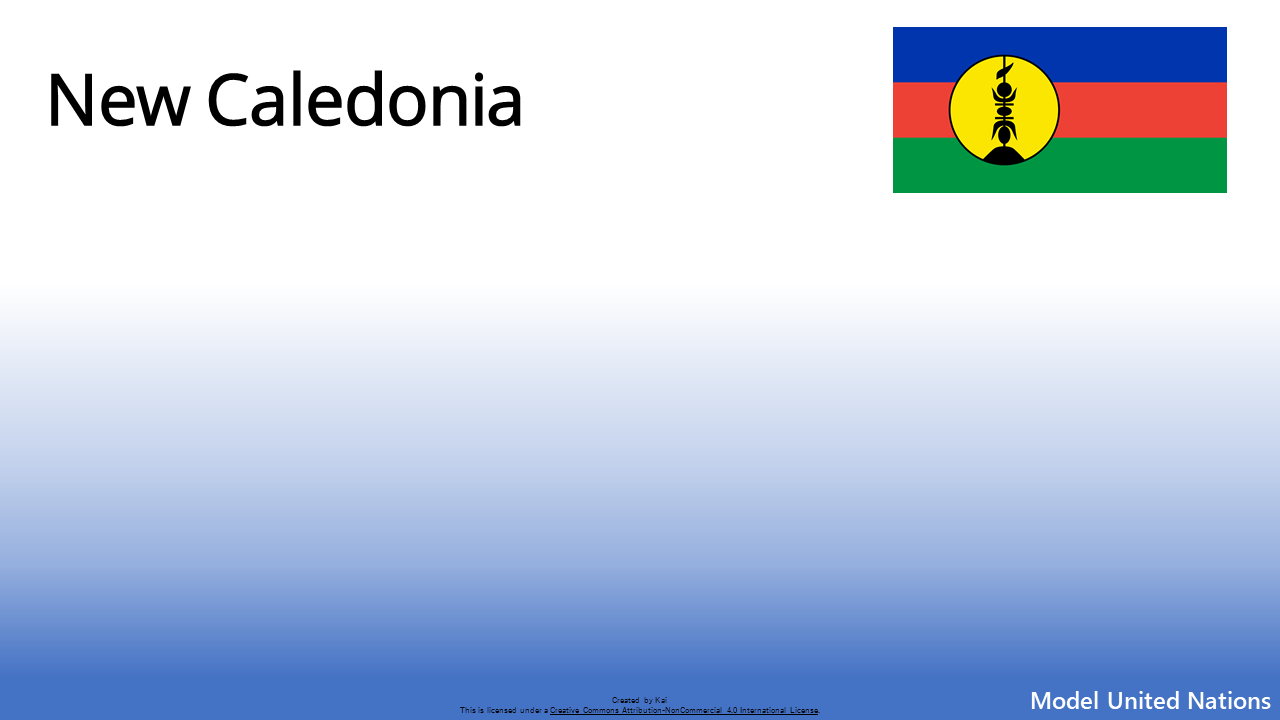 New Caledonia
Created by Kai
This is licensed under a Creative Commons Attribution-NonCommercial 4.0 International License.
Model United Nations